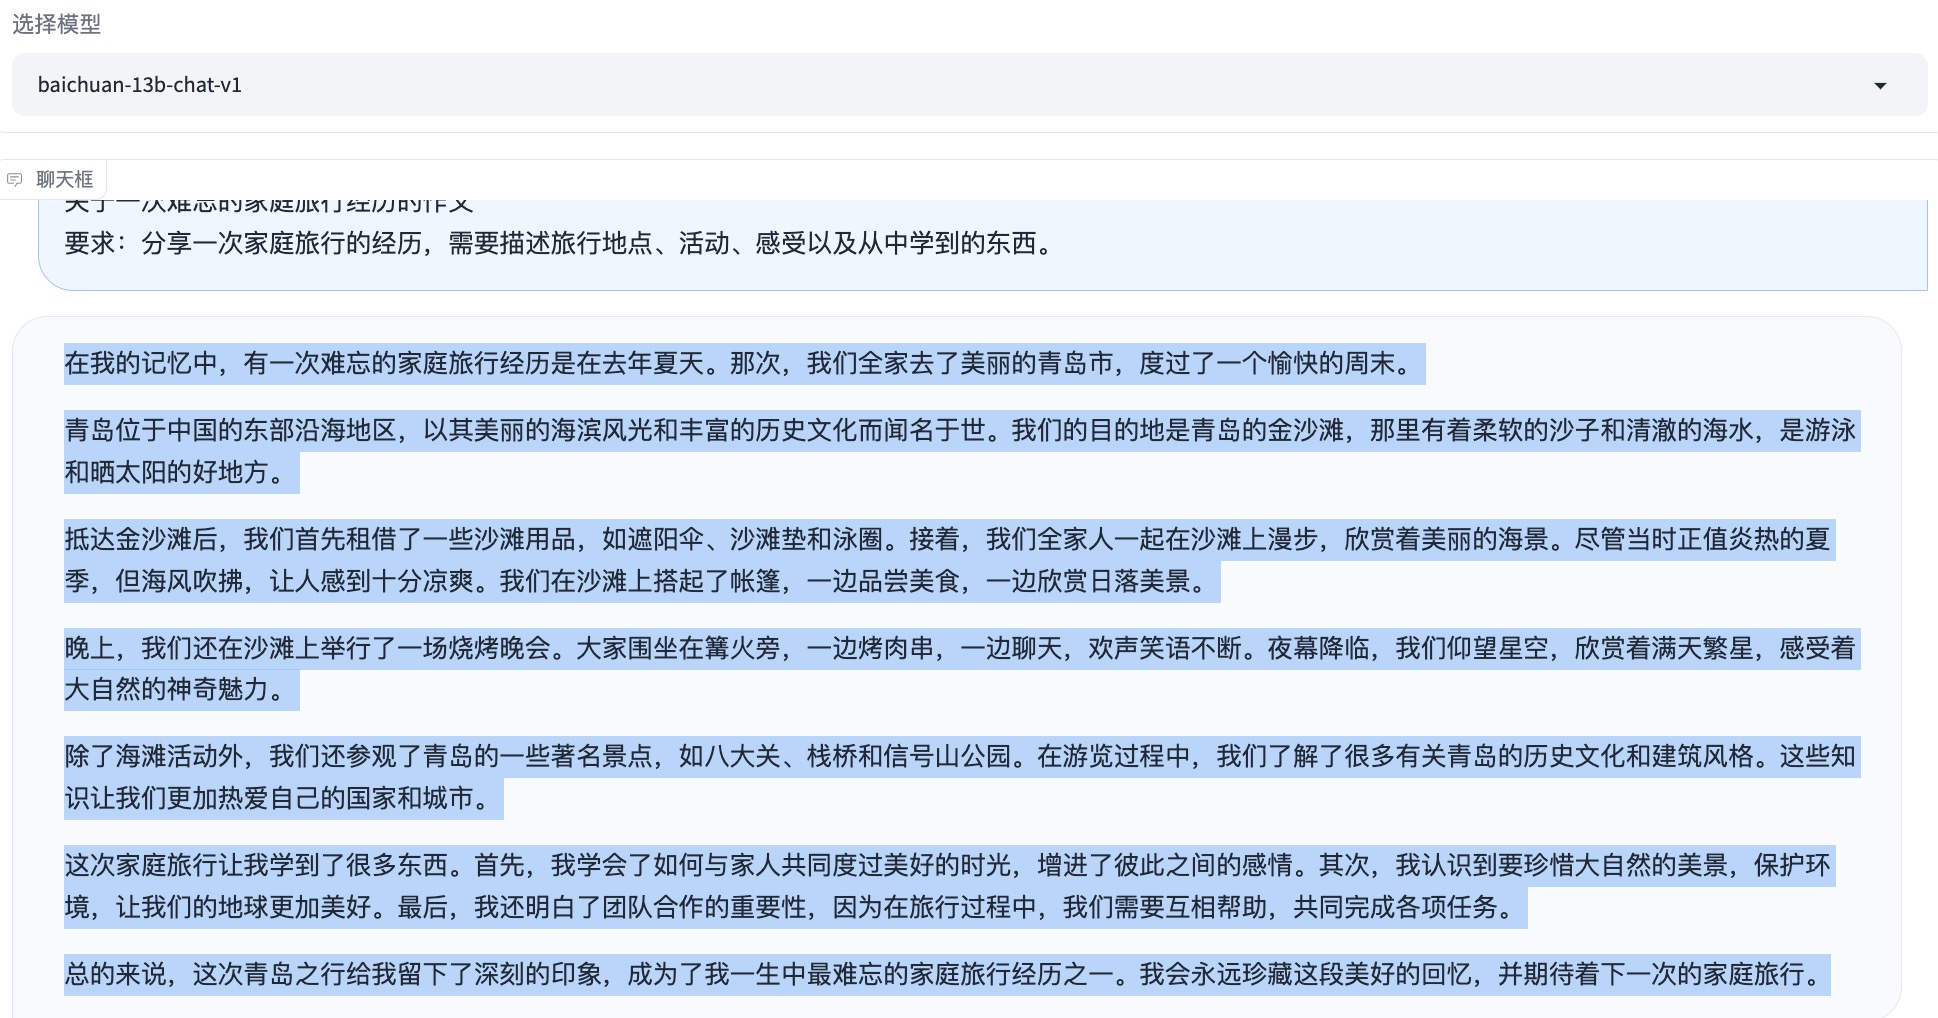 选择模型
baichuan-13b-chat-v1
聊天框
关于一次难忘的家庭旅行经历的作文
要求：分享一次家庭旅行的经历，需要描述旅行地点、活动、感受以及从中学到的东西。
在我的记忆中，有一次难忘的家庭旅行经历是在去年夏天。那次，我们全家去了美丽的青岛市，度过了一个愉快的周末。
青岛位于中国的东部沿海地区，以其美丽的海滨风光和丰富的历史文化而闻名于世。我们的目的地是青岛的金沙滩，那里有着柔软的沙子和清澈的海水，是游泳
和晒太阳的好地方。
抵达金沙滩后，我们首先租借了一些沙滩用品，如遮阳伞、沙滩垫和泳圈。接着，我们全家人一起在沙滩上漫步，欣赏着美丽的海景。尽管当时正值炎热的夏
季，但海风吹拂，让人感到十分凉爽。我们在沙滩上搭起了帐篷，一边品尝美食，一边欣赏日落美景。
晚上，我们还在沙滩上举行了一场烧烤晚会。大家围坐在篝火旁，一边烤肉串，一边聊天，欢声笑语不断。夜幕降临，我们仰望星空，欣赏着满天繁星，感受着
大自然的神奇魅力。
除了海滩活动外，我们还参观了青岛的一些著名景点，如八大关、栈桥和信号山公园。在游览过程中，我们了解了很多有关青岛的历史文化和建筑风格。这些知
识让我们更加热爱自己的国家和城市。
这次家庭旅行让我学到了很多东西。首先，我学会了如何与家人共同度过美好的时光，增进了彼此之间的感情。其次，我认识到要珍惜大自然的美景，保护环
境，让我们的地球更加美好。最后，我还明白了团队合作的重要性，因为在旅行过程中，我们需要互相帮助，共同完成各项任务。
总的来说，这次青岛之行给我留下了深刻的印象，成为了我一生中最难忘的家庭旅行经历之一。我会永远珍藏这段美好的回忆，并期待着下一次的家庭旅行。